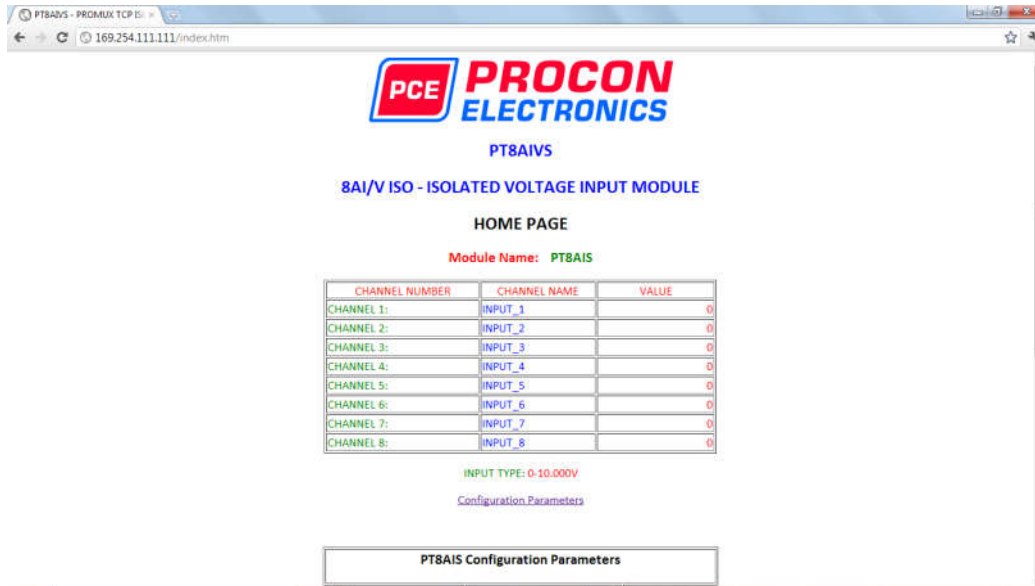 PT8AIVS - PROMUX TCP IS
169.254.111.111/index.htm
PCE PROCON
ELECTRONICS
PT8AIVS
8AI/V ISO - ISOLATED VOLTAGE INPUT MODULE
HOME PAGE
Module Name: PT8AIS
CHANNEL NUMBER CHANNEL NAME VALUE
CHANNEL 1: INPUT_1 0
CHANNEL 2: INPUT_2 0
CHANNEL 3: INPUT_3 0
CHANNEL 4: INPUT_4 0
CHANNEL 5: INPUT_5 0
CHANNEL 6: INPUT_6 0
CHANNEL 7: INPUT_7 0
CHANNEL 8: INPUT_8 0
INPUT TYPE: 0-10.000V
Configuration Parameters
PT8AIS Configuration Parameters